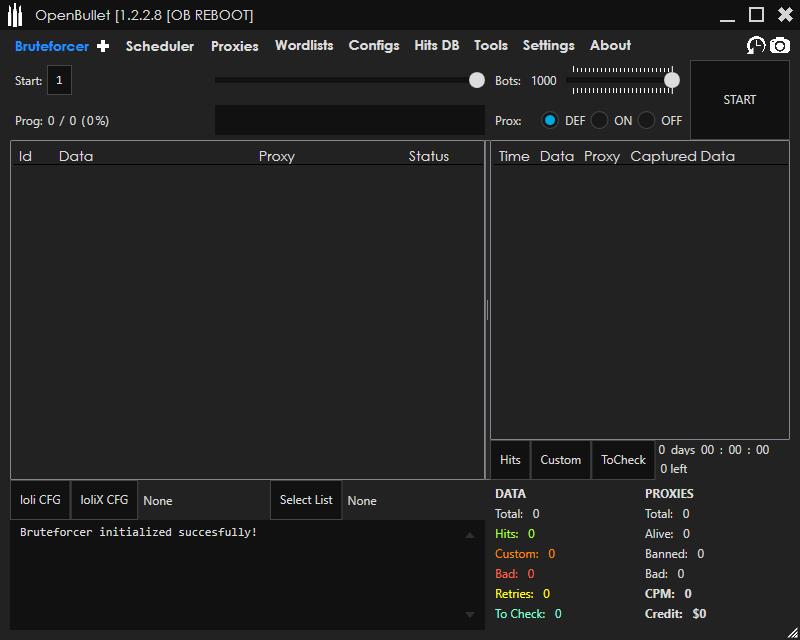 OpenBullet [1.2.2.8 [OB REBOOT]
Bruteforcer Scheduler Proxies Wordlists Configs Hits DB Tools Settings About
Start: 1 Bots: 1000 START
Prog: 0 / 0 (0%) Prox: DEF ON OFF
Id Data Proxy Status Time Data Proxy Captured Data
Hits Custom ToCheck 0 days 00 : 00 : 00
0 left
loli CFG loliX CFG None Select List None
Bruteforcer initialized succesfully!
DATA PROXIES
Total: 0 Total: 0
Hits: 0 Alive: 0
Custom: 0 Banned: 0
Bad: 0 Bad: 0
Retries: 0 CPM: 0
To Check: 0 Credit: $0